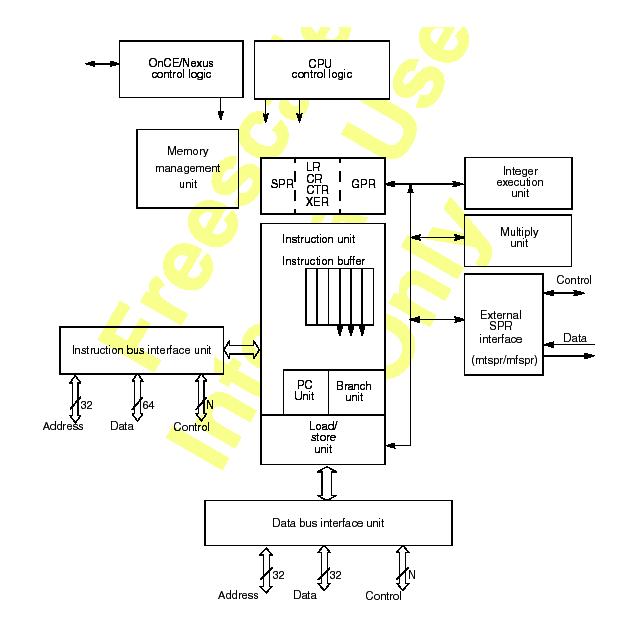 OnCE/Nexus
control logic
CPU
control logic
Memory
management
unit
SPR
LR
CR
CTR
XER
GPR
Integer
execution
unit
Multiply
unit
External
SPR
interface
(mtspr/mfspr)
Control
Data
Instruction unit
Instruction buffer
PC
Unit
Branch
unit
Load/
store
unit
Instruction bus interface unit
32
64
N
Address
Data
Control
Data bus interface unit
32
32
N
Address
Data
Control
Only
Use